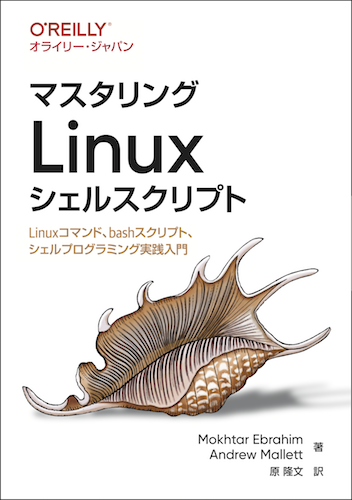 O'REILLY®
オライリー・ジャパン
マスタリング
Linux
シェルスクリプト
Linuxコマンド、bashスクリプト、
シェルプログラミング実践入門
Mokhtar Ebrahim
Andrew Mallett 著
原 隆文 訳